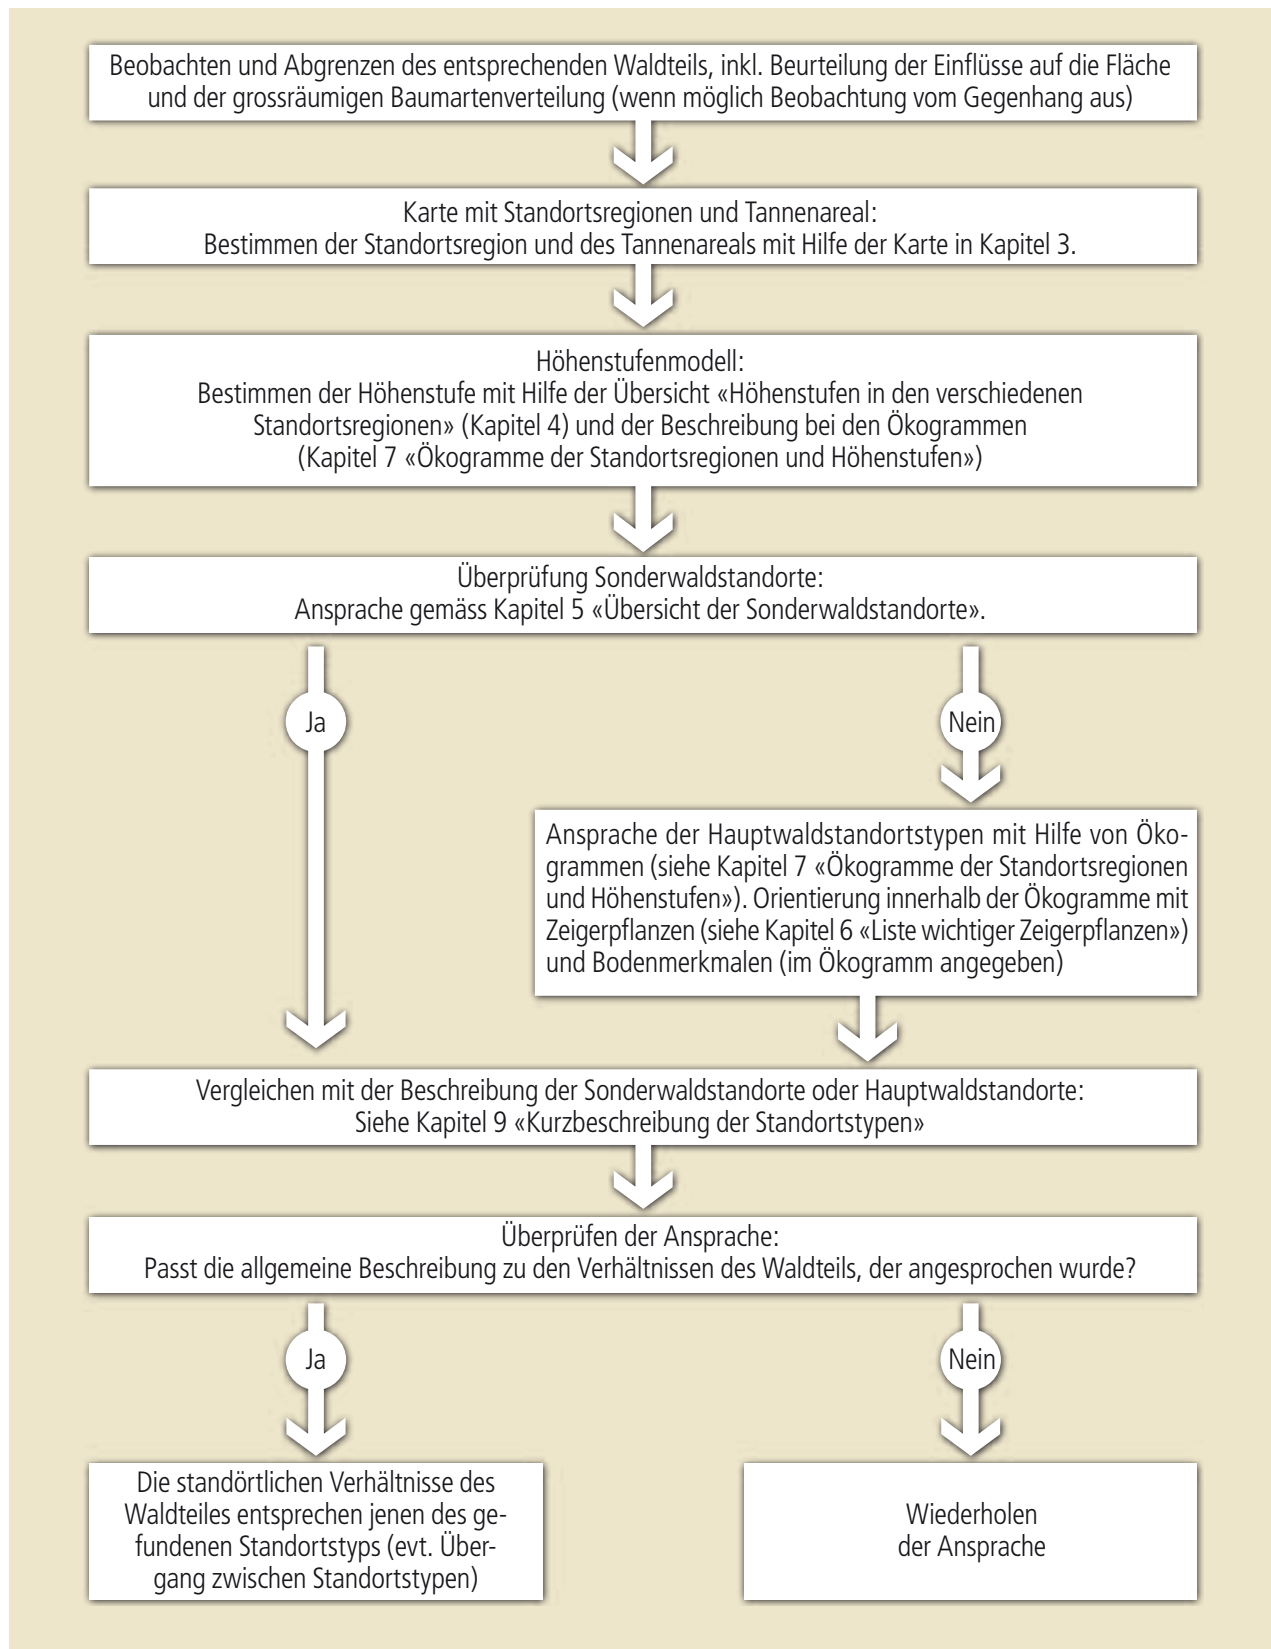 Beobachten und Abgrenzen des entsprechenden Waldteils, inkl. Beurteilung der Einflüsse auf die Fläche
und der grossräumigen Baumartenverteilung (wenn möglich Beobachtung vom Gegenhang aus)
Karte mit Standortsregionen und Tannenareal:
Bestimmen der Standortsregion und des Tannenareals mit Hilfe der Karte in Kapitel 3.
Höhenstufenmodell:
Bestimmen der Höhenstufe mit Hilfe der Übersicht «Höhenstufen in den verschiedenen
Standortsregionen» (Kapitel 4) und der Beschreibung bei den Ökogrammen
(Kapitel 7 «Ökogramme der Standortsregionen und Höhenstufen»)
Überprüfung Sonderwaldstandorte:
Ansprache gemäss Kapitel 5 «Übersicht der Sonderwaldstandorte».
Ja
Nein
Ansprache der Hauptwaldstandortstypen mit Hilfe von Öko-
grammen (siehe Kapitel 7 «Ökogramme der Standortsregionen
und Höhenstufen»). Orientierung innerhalb der Ökogramme mit
Zeigerpflanzen (siehe Kapitel 6 «Liste wichtiger Zeigerpflanzen»)
und Bodenmerkmalen (im Ökogramm angegeben)
Vergleichen mit der Beschreibung der Sonderwaldstandorte oder Hauptwaldstandorte:
Siehe Kapitel 9 «Kurzbeschreibung der Standortstypen»
Überprüfen der Ansprache:
Passt die allgemeine Beschreibung zu den Verhältnissen des Waldteils, der angesprochen wurde?
Ja
Nein
Die standörtlichen Verhältnisse des
Waldteiles entsprechen jenen des ge-
fundenen Standortstyps (evt. Über-
gang zwischen Standortstypen)
Wiederholen
der Ansprache